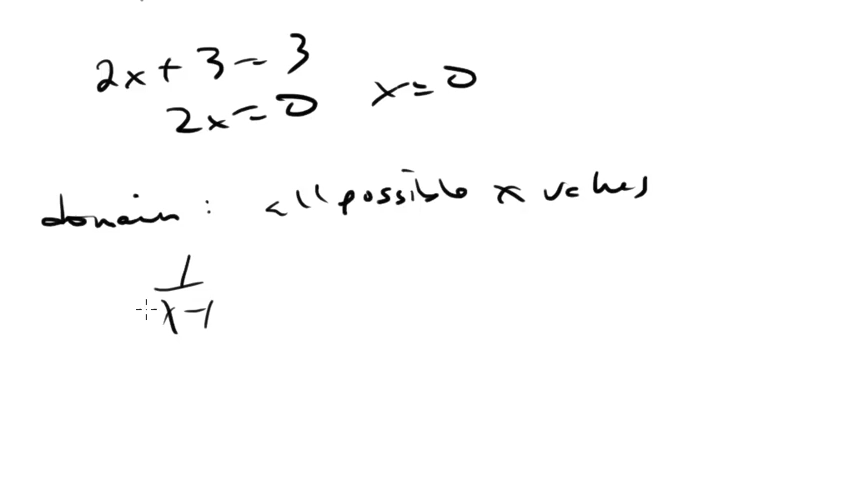 2x + 3 = 3
2x = 0 x = 0
domain : all possible x values
1
x - 1